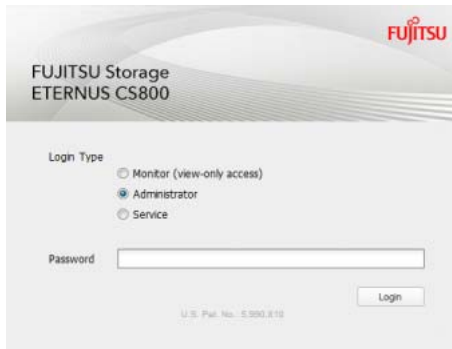 FUJITSU
FUJITSU Storage
ETERNUS CS800
Login Type
Monitor (view-only access)
Administrator
Service
Password
Login
U.S. Pat. No. 5,990,810